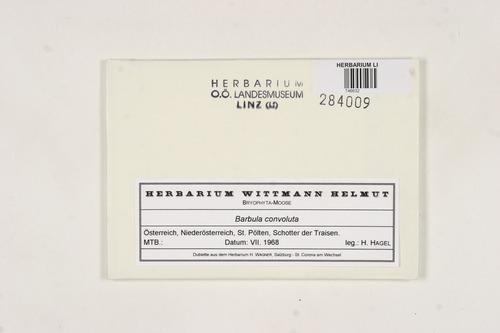 HERBARIUM
O.Ö. LANDESMUSEUM
LINZ (LI)
HERBARIUM LI
284009
HERBARIUM WITTMANN HELMUT
BRYOPHYTA-MOOSE
Barbula convoluta
Österreich, Niederösterreich, St. Pölten, Schotter der Traisen.
MTB.: Datum: VII. 1968 leg.: H. HAGEL
Dublette aus dem Herbarium H. WAGNER, Salzburg - St. Corona am Wechsel